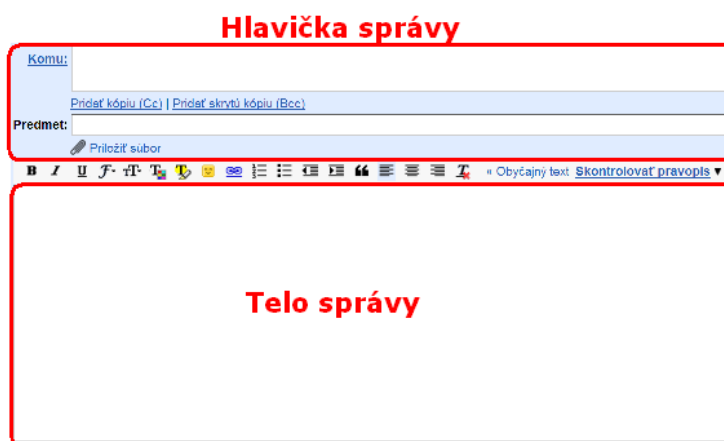 Hlavička správy
Komu:
Pridať kópiu (Cc) | Pridať skrytú kópiu (Bcc)
Predmet:
Priložiť súbor
B I U « Obyčajný text Skontrolovať pravopis ▼
Telo správy